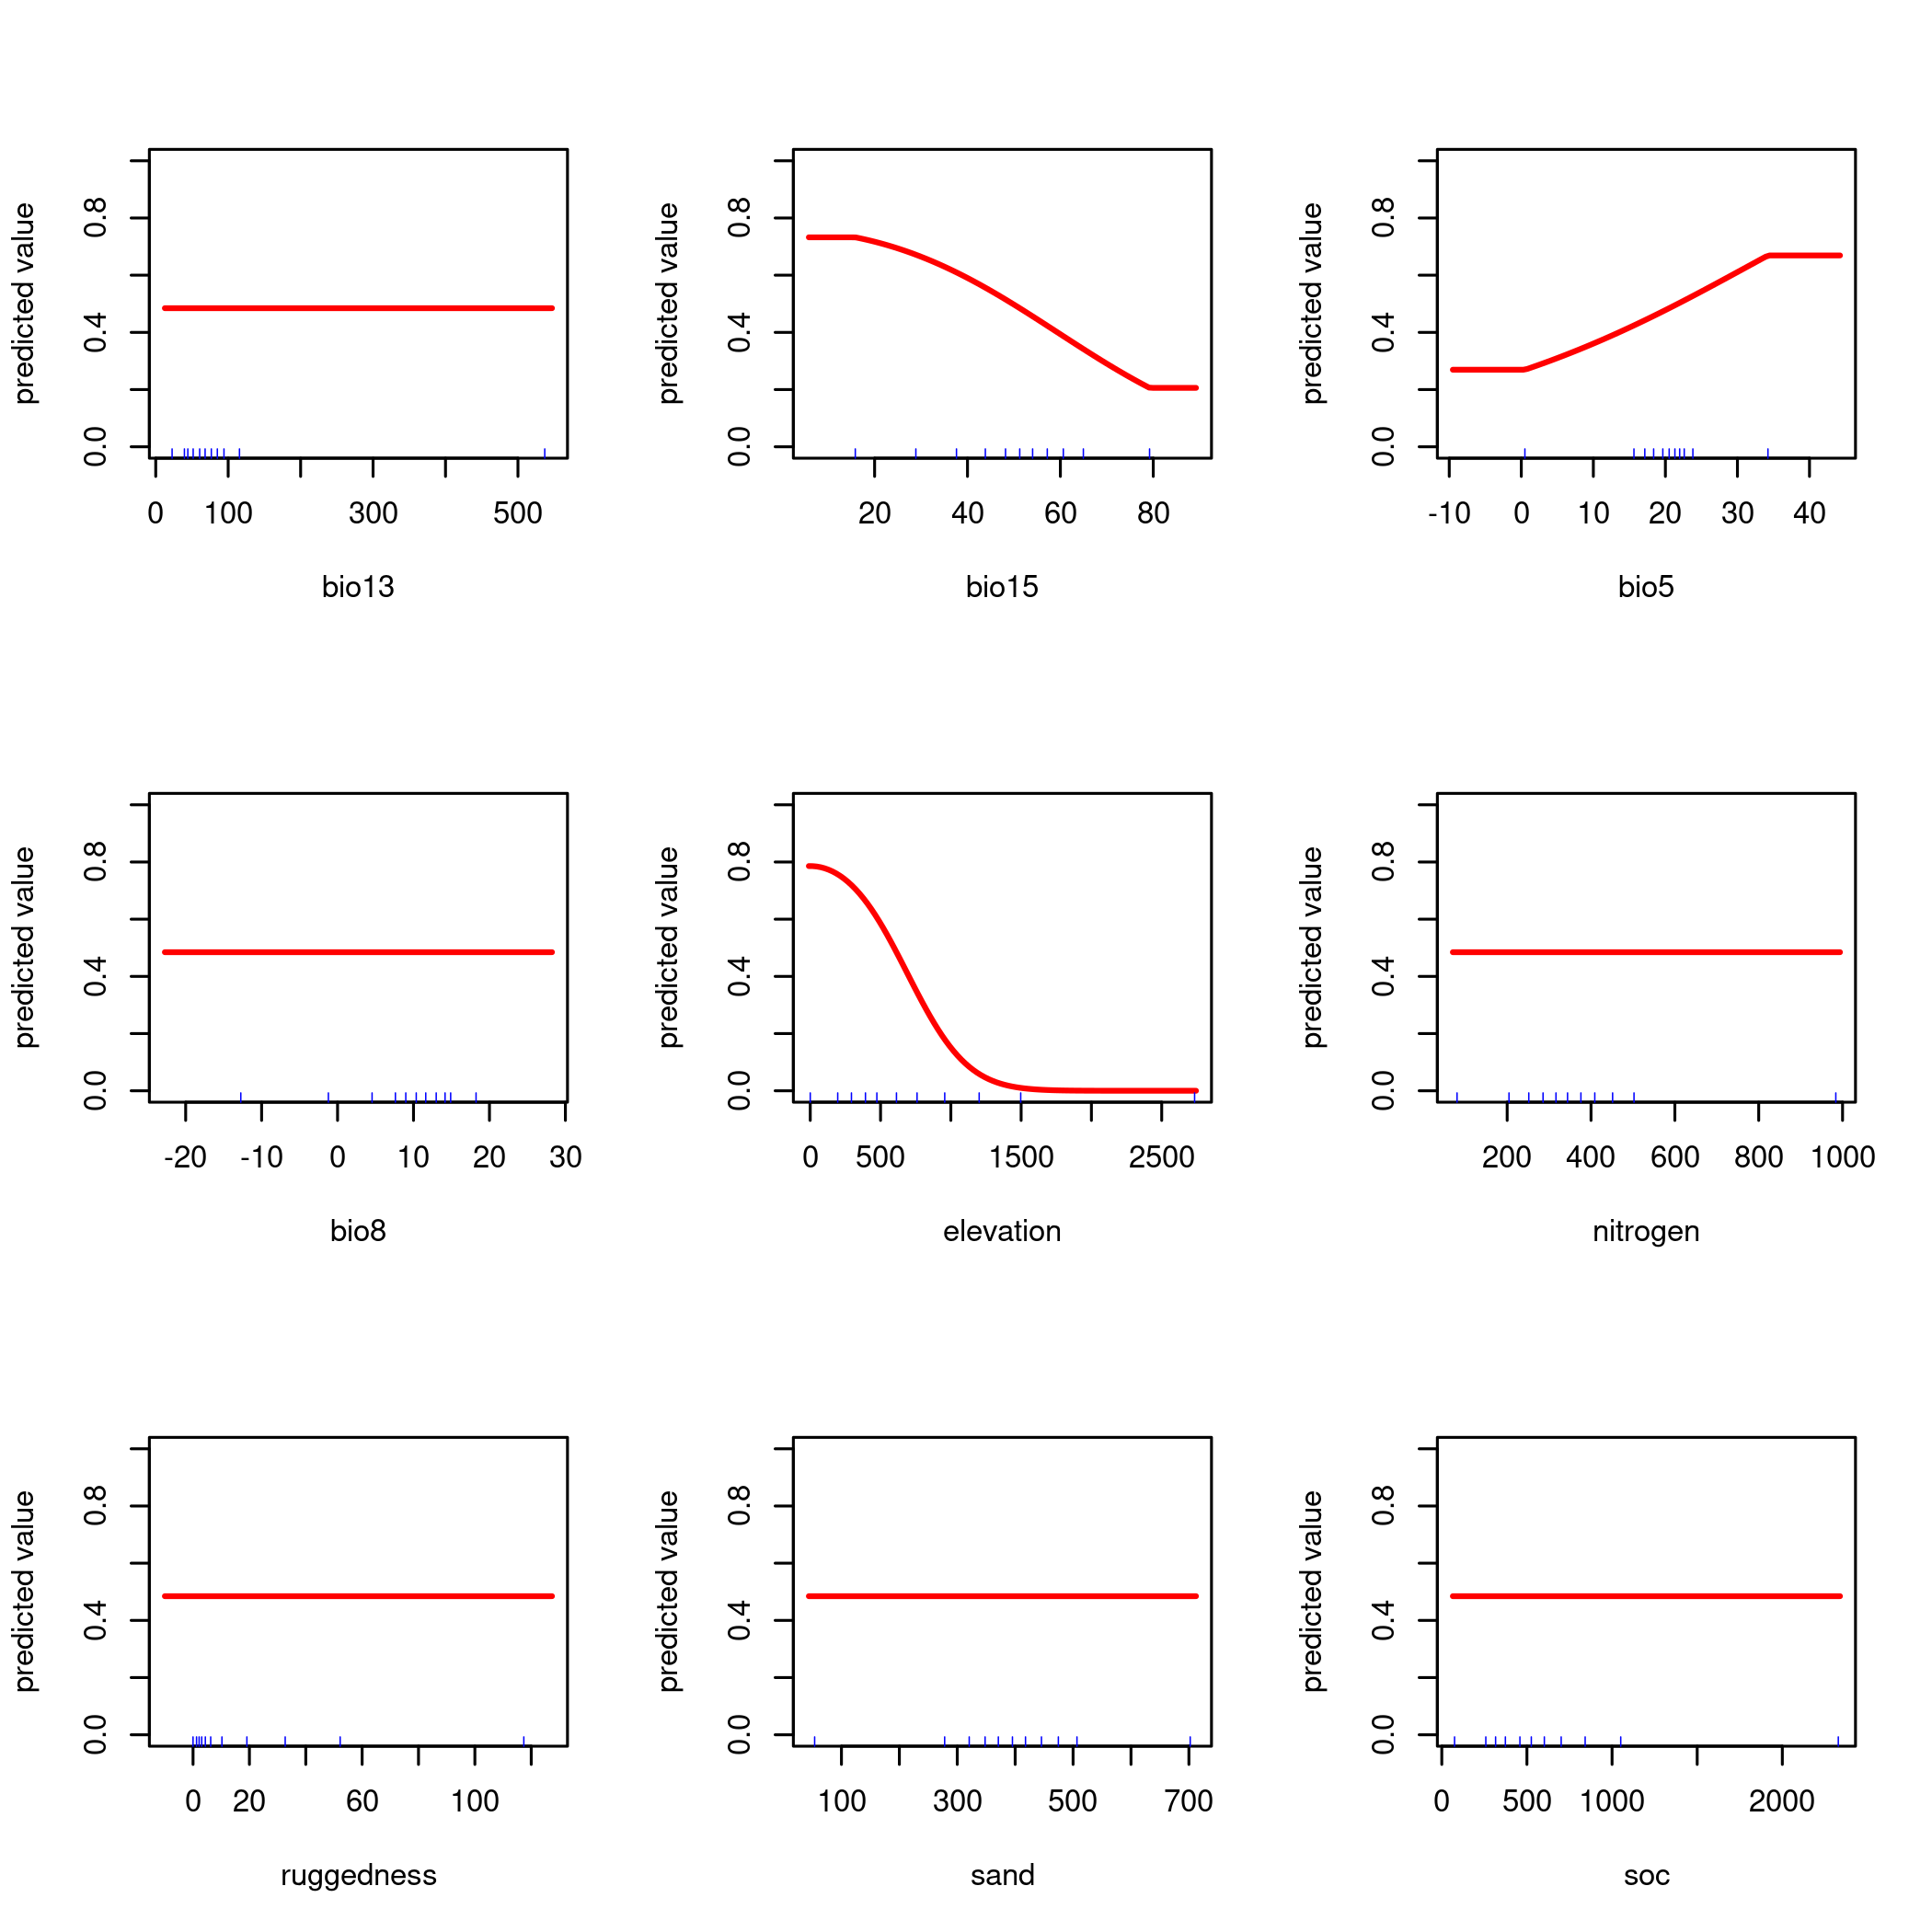 predicted value
0.0 0.4 0.8
0 100 300 500
bio13
predicted value
0.0 0.4 0.8
20 40 60 80
bio15
predicted value
0.0 0.4 0.8
-10 0 10 20 30 40
bio5
predicted value
0.0 0.4 0.8
-20 -10 0 10 20 30
bio8
predicted value
0.0 0.4 0.8
0 500 1500 2500
elevation
predicted value
0.0 0.4 0.8
200 400 600 800 1000
nitrogen
predicted value
0.0 0.4 0.8
0 20 60 100
ruggedness
predicted value
0.0 0.4 0.8
100 300 500 700
sand
predicted value
0.0 0.4 0.8
0 500 1000 2000
soc